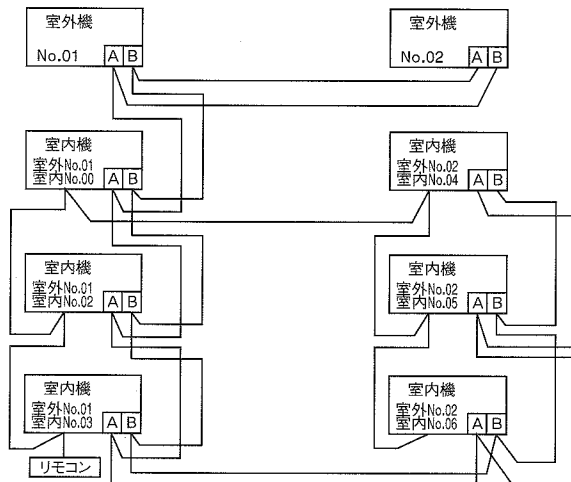 室外機
No.01 A B
室外機
No.02 A B
室内機
室外No.01
室内No.00 A B
室内機
室外No.02
室内No.04 A B
室内機
室外No.01
室内No.02 A B
室内機
室外No.02
室内No.05 A B
室内機
室外No.01
室内No.03 A B
室内機
室外No.02
室内No.06 A B
リモコン